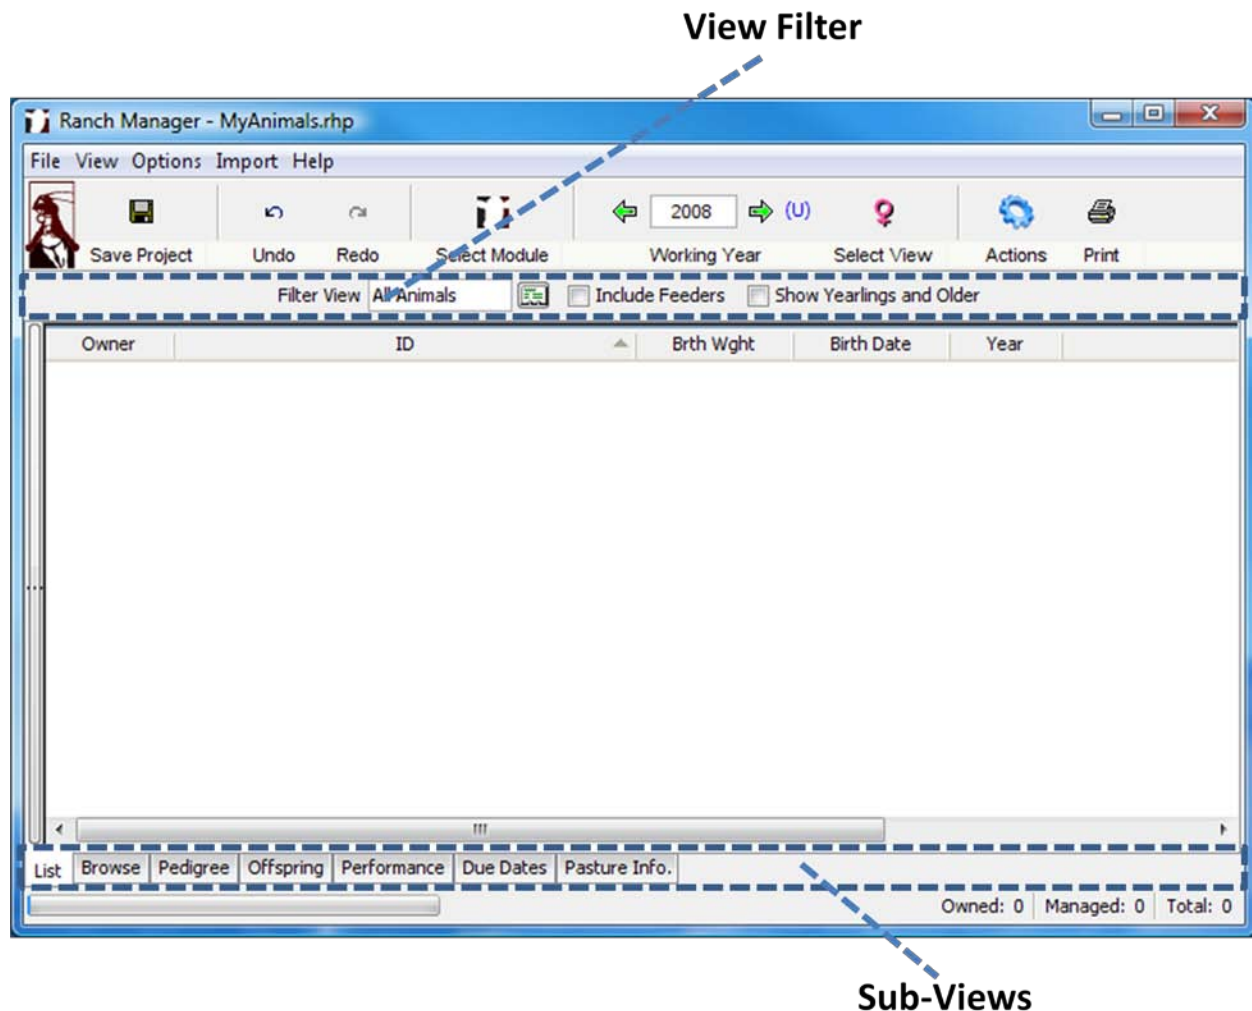 View Filter
Ranch Manager - MyAnimals.rhp
File View Options Import Help
2008 (U)
Save Project Undo Redo Select Module Working Year Select View Actions Print
Filter View All Animals Include Feeders Show Yearlings and Older
Owner ID Brth Wght Birth Date Year
List Browse Pedigree Offspring Performance Due Dates Pasture Info.
Owned: 0 Managed: 0 Total: 0
Sub-Views